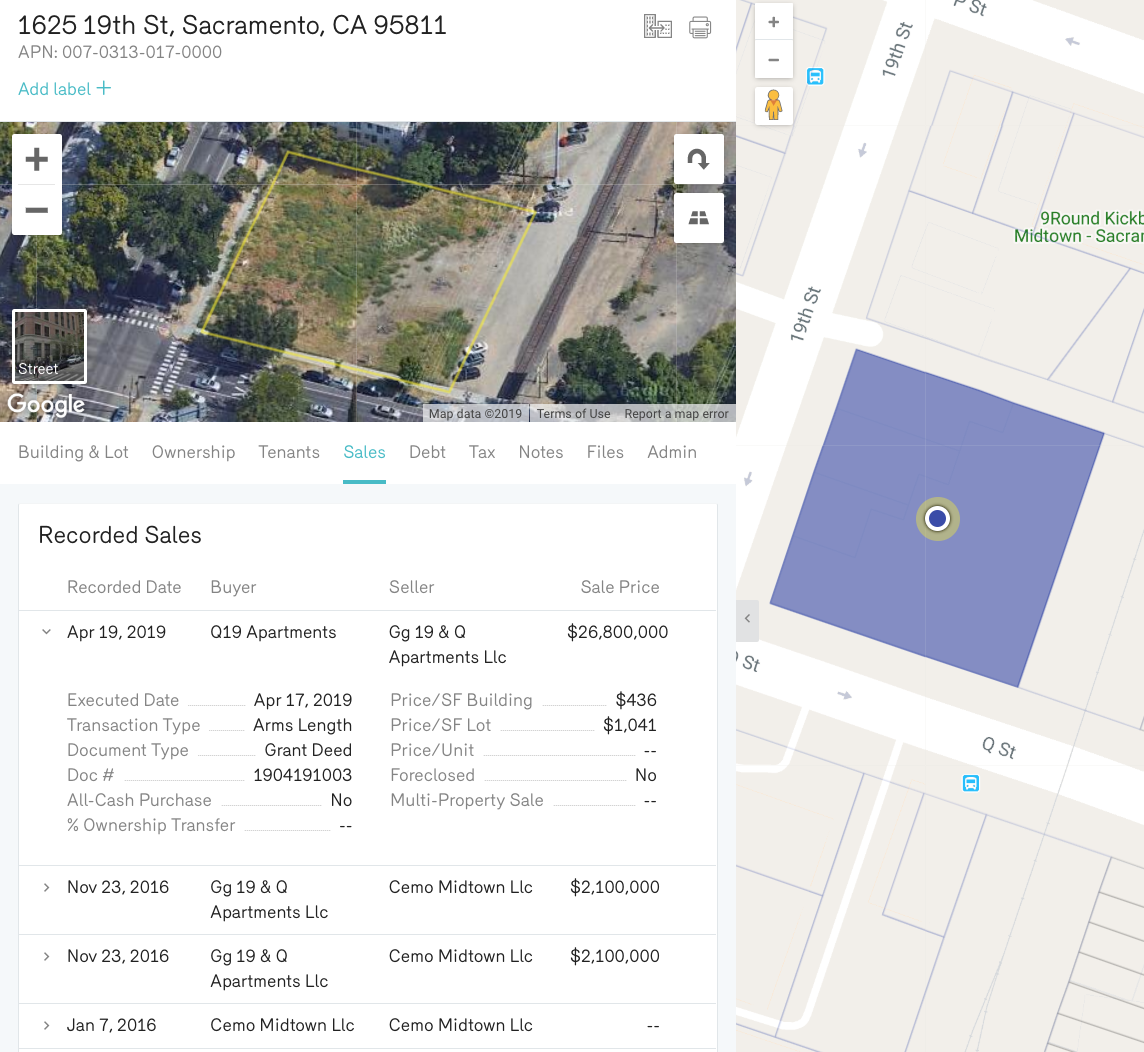 1625 19th St, Sacramento, CA 95811
APN: 007-0313-017-0000
Add label +
Street
Google
Map data ©2019 Terms of Use Report a map error
Building & Lot Ownership Tenants Sales Debt Tax Notes Files Admin
Recorded Sales
Recorded Date Buyer Seller Sale Price
Apr 19, 2019 Q19 Apartments Gg 19 & Q $26,800,000
Apartments Llc
Executed Date Apr 17, 2019 Price/SF Building $436
Transaction Type Arms Length Price/SF Lot $1,041
Document Type Grant Deed Price/Unit --
Doc # 1904191003 Foreclosed No
All-Cash Purchase No Multi-Property Sale --
% Ownership Transfer --
Nov 23, 2016 Gg 19 & Q Cemo Midtown Llc $2,100,000
Apartments Llc
Nov 23, 2016 Gg 19 & Q Cemo Midtown Llc $2,100,000
Apartments Llc
Jan 7, 2016 Cemo Midtown Llc Cemo Midtown Llc --
P St
19th St
9Round Kickb
Midtown - Sacrar
19th St
St
Q St